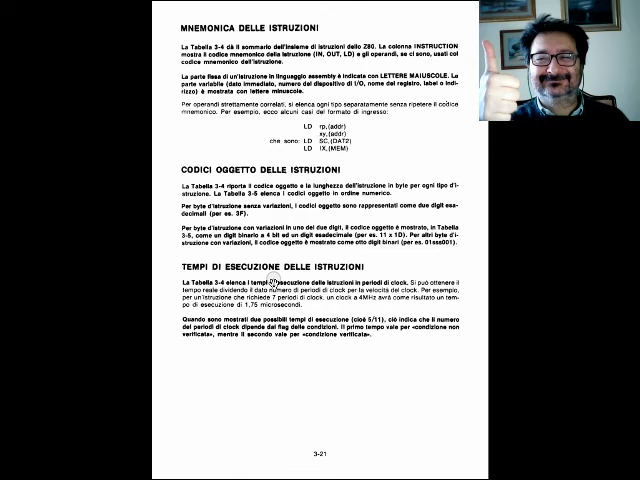 MNEMONICA DELLE ISTRUZIONI
La Tabella 3-4 dà il sommario dell'insieme di istruzioni dello Z80. La colonna INSTRUCTION
mostra il codice mnemonico della istruzione (IN, OUT, LD) e gli operandi, se ci sono, usati col
codice mnemonico dell'istruzione.
La parte fissa di un'istruzione in linguaggio assembly è indicata con LETTERE MAIUSCOLE. La
parte variabile (dato immediato, numero del dispositivo di I/O, nome del registro, label o indi-
rizzo) è mostrata con lettere minuscole.
Per operandi strettamente correlati, si elenca ogni tipo separatamente senza ripetere il codice
mnemonico. Per esempio, ecco alcuni casi del formato di ingresso:
LD rp,(addr)
xy,(addr)
che sono: LD SC,(DAT2)
LD IX,(MEM)
CODICI OGGETTO DELLE ISTRUZIONI
La Tabella 3-4 riporta il codice oggetto e la lunghezza dell'istruzione in byte per ogni tipo d'i-
struzione. La Tabella 3-5 elenca i codici oggetto in ordine numerico.
Per byte d'istruzione senza variazioni, i codici oggetto sono rappresentati come due digit esa-
decimali (per es. 3F).
Per byte d'istruzione con variazioni in uno dei due digit, il codice oggetto è mostrato, in Tabella
3-5, come un digit binario a 4 bit ed un digit esadecimale (per es. 11 x 1D). Per altri byte d'i-
struzione con variazioni, il codice oggetto è mostrato come otto digit binari (per es. 01sss001).
TEMPI DI ESECUZIONE DELLE ISTRUZIONI
La Tabella 3-4 elenca i tempi di esecuzione delle istruzioni in periodi di clock. Si può ottenere il
tempo reale dividendo il dato numero di periodi di clock per la velocità del clock. Per esempio,
per un'istruzione che richiede 7 periodi di clock, un clock a 4MHz avrà come risultato un tem-
po di esecuzione di 1,75 microsecondi.
Quando sono mostrati due possibili tempi di esecuzione (cioè 5/11), ciò indica che il numero
dei periodi di clock dipende dai flag delle condizioni. Il primo tempo vale per «condizione non
verificata», mentre il secondo vale per «condizione verificata».
3-21